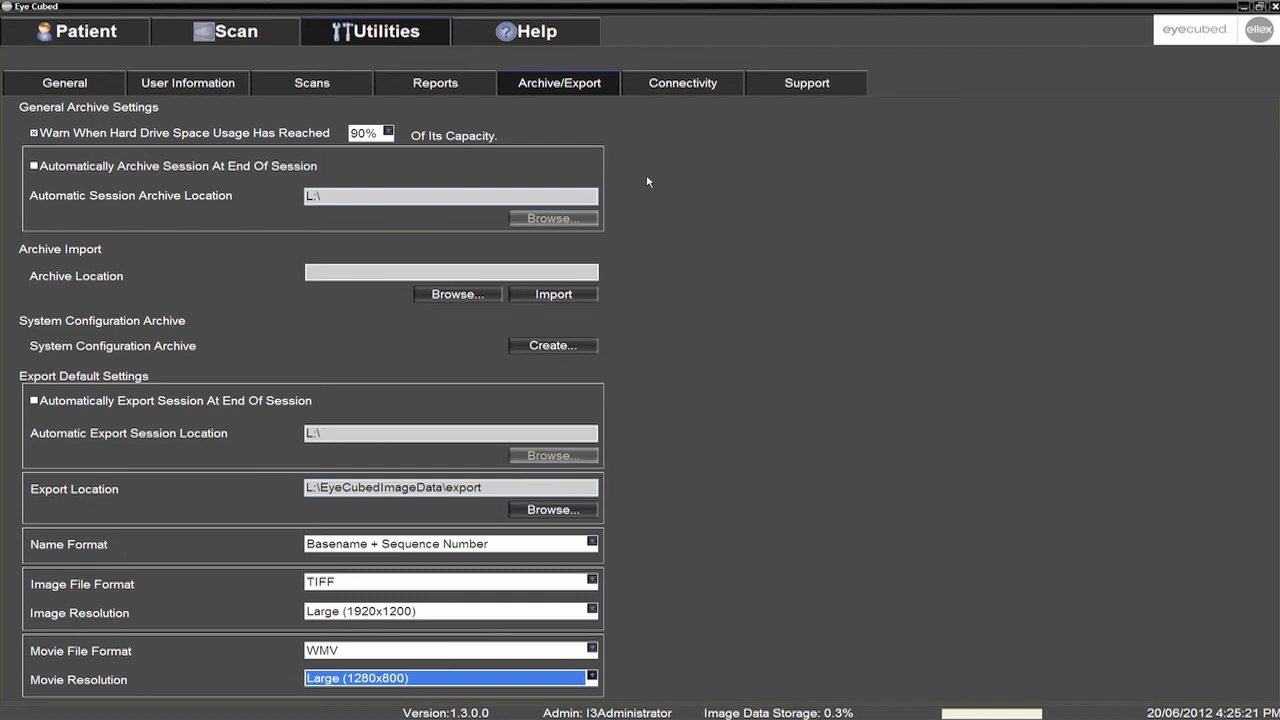 Eye Cubed
Patient
Scan
Utilities
Help
eyecubed
ellex
General
User Information
Scans
Reports
Archive/Export
Connectivity
Support
General Archive Settings
Warn When Hard Drive Space Usage Has Reached 90% Of Its Capacity.
Automatically Archive Session At End Of Session
Automatic Session Archive Location L:\
Browse...
Archive Import
Archive Location
Browse... Import
System Configuration Archive
System Configuration Archive Create...
Export Default Settings
Automatically Export Session At End Of Session
Automatic Export Session Location L:\
Browse...
Export Location L:\EyeCubedImageData\export
Browse...
Name Format Basename + Sequence Number
Image File Format TIFF
Image Resolution Large (1920x1200)
Movie File Format WMV
Movie Resolution Large (1280x800)
Version:1.3.0.0 Admin: I3Administrator Image Data Storage: 0.3% 20/06/2012 4:25:21 PM